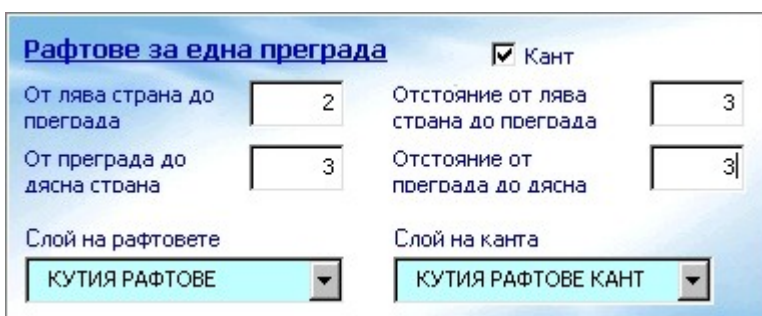 Рафтове за една преграда
Кант
От лява страна до
преграда
2
Отстояние от лява
страна до преграда
3
От преграда до
дясна страна
3
Отстояние от
преграда до дясна
3
Слой на рафтовете
Слой на канта
КУТИЯ РАФТОВЕ
КУТИЯ РАФТОВЕ КАНТ